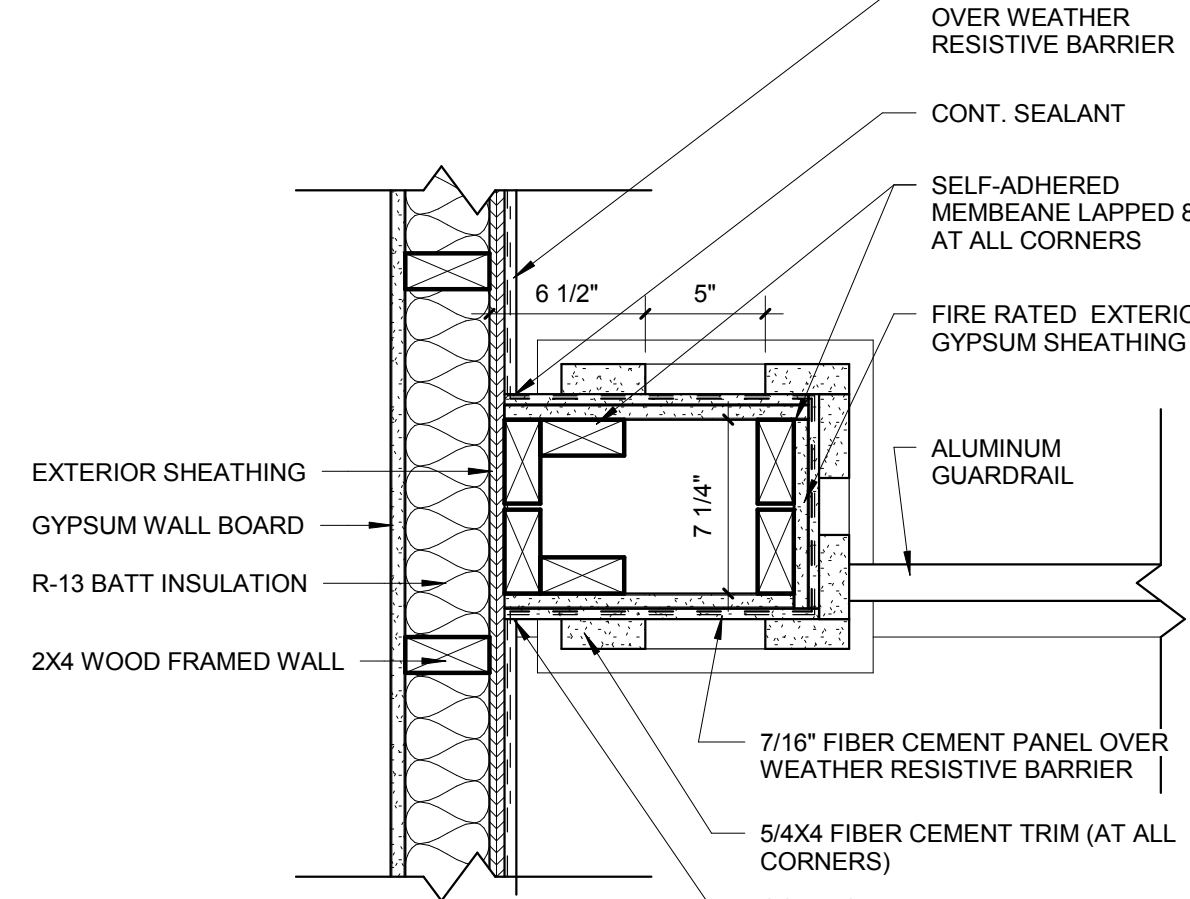 OVER WEATHER
RESISTIVE BARRIER
CONT. SEALANT
SELF-ADHERED
MEMBEANE LAPPED 8
AT ALL CORNERS
6 1/2"
5"
FIRE RATED EXTERIO
GYPSUM SHEATHING
ALUMINUM
GUARDRAIL
EXTERIOR SHEATHING
7 1/4"
GYPSUM WALL BOARD
R-13 BATT INSULATION
2X4 WOOD FRAMED WALL
7/16" FIBER CEMENT PANEL OVER
WEATHER RESISTIVE BARRIER
5/4X4 FIBER CEMENT TRIM (AT ALL
CORNERS)